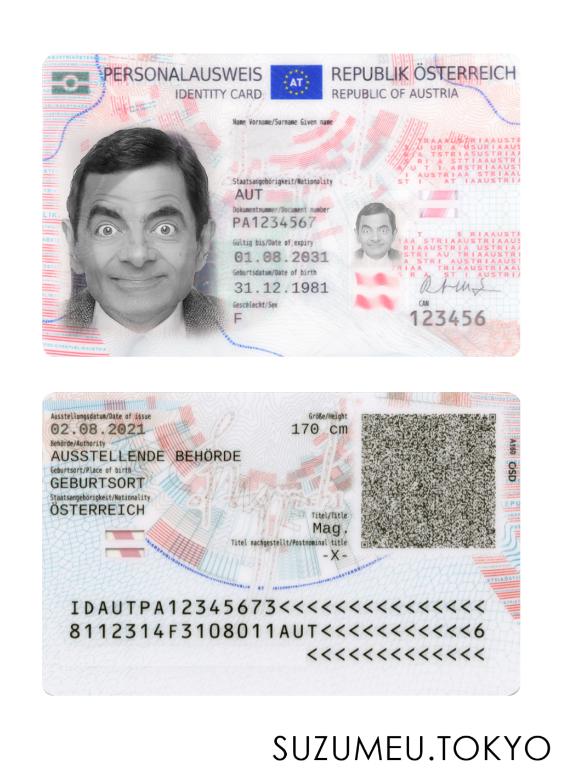 PERSONALAUSWEIS AT REPUBLIK ÖSTERREICH
IDENTITY CARD REPUBLIC OF AUSTRIA
Name Vorname/Surname Given name
Staatsangehörigkeit/Nationality
AUT
Dokumentnummer/Document number
PA1234567
Gültig bis/Date of expiry
01.08.2031
Geburtsdatum/Date of birth
31.12.1981
Geschlecht/Sex
F
CAN
123456
Ausstellungsdatum/Date of issue
02.08.2021
Größe/Height
170 cm
Behörde/Authority
AUSSTELLENDE BEHÖRDE
Geburtsort/Place of birth
GEBURTSORT
Staatsangehörigkeit/Nationality
ÖSTERREICH
Titel/Title
Mag.
Titel nachgestellt/Postnominal title
-X-
A160 OSD
IDAUTPA12345673<<<<<<<<<<<<<<<
8112314F3108011AUT<<<<<<<<<<<6
<<<<<<<<<<<<<
SUZUMEU.TOKYO